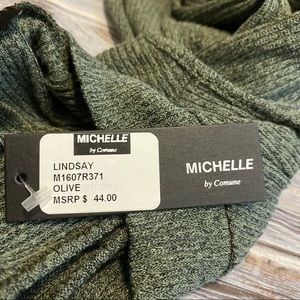 MICHELLE
by Comune
LINDSAY
M1607R371
OLIVE
MSRP $ 44.00
MICHELLE
by Comune